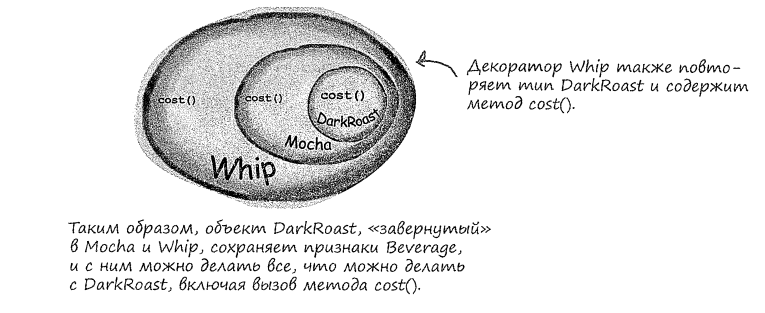 cost()
cost()
cost()
DarkRoast
Mocha
Whip
Декоратор Whip также повто-
ряет тип DarkRoast и содержит
метод cost().
Таким образом, объект DarkRoast, «завернутый»
в Mocha и Whip, сохраняет признаки Beverage,
и с ним можно делать все, что можно делать
с DarkRoast, включая вызов метода cost().